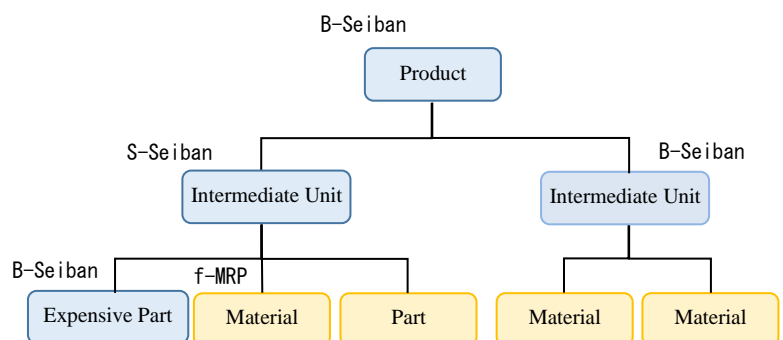 B-Seiban
Product
S-Seiban
B-Seiban
Intermediate Unit
Intermediate Unit
B-Seiban
f-MRP
Expensive Part
Material
Part
Material
Material